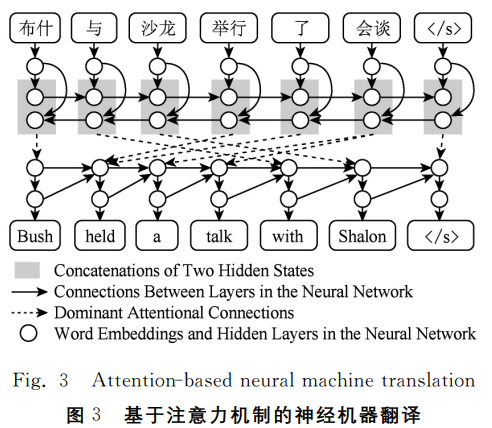 布什 与 沙龙 举行 了 会谈 </s>
Bush held a talk with Shalon </s>
Concatenations of Two Hidden States
Connections Between Layers in the Neural Network
Dominant Attentional Connections
Word Embeddings and Hidden Layers in the Neural Network
Fig. 3 Attention-based neural machine translation
图 3 基于注意力机制的神经机器翻译